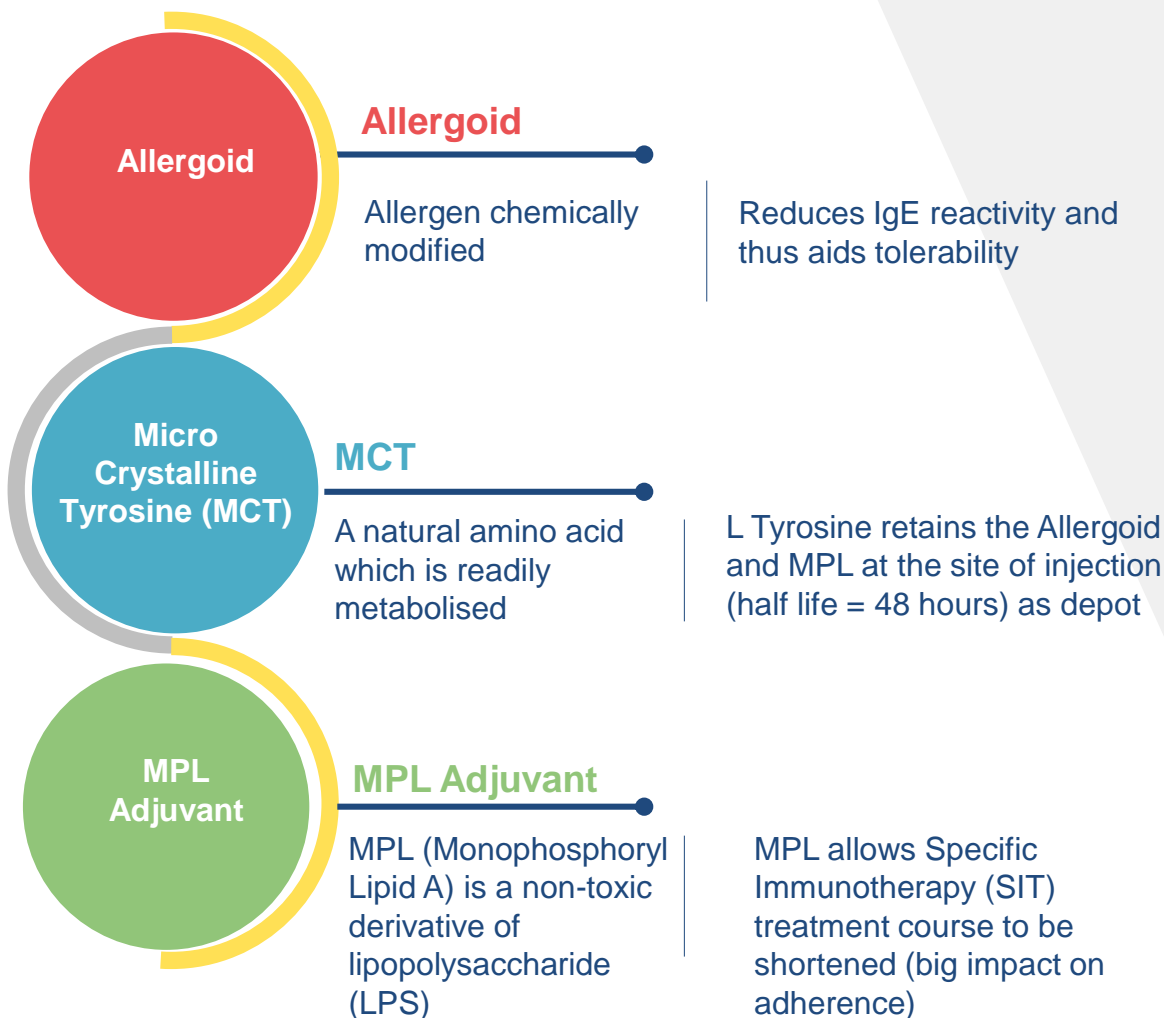 Allergoid
Allergoid
Allergen chemically
modified
Reduces IgE reactivity and
thus aids tolerability
Micro
Crystalline
Tyrosine (MCT)
MCT
A natural amino acid
which is readily
metabolised
L Tyrosine retains the Allergoid
and MPL at the site of injection
(half life = 48 hours) as depot
MPL
Adjuvant
MPL Adjuvant
MPL (Monophosphoryl
Lipid A) is a non-toxic
derivative of
lipopolysaccharide
(LPS)
MPL allows Specific
Immunotherapy (SIT)
treatment course to be
shortened (big impact on
adherence)